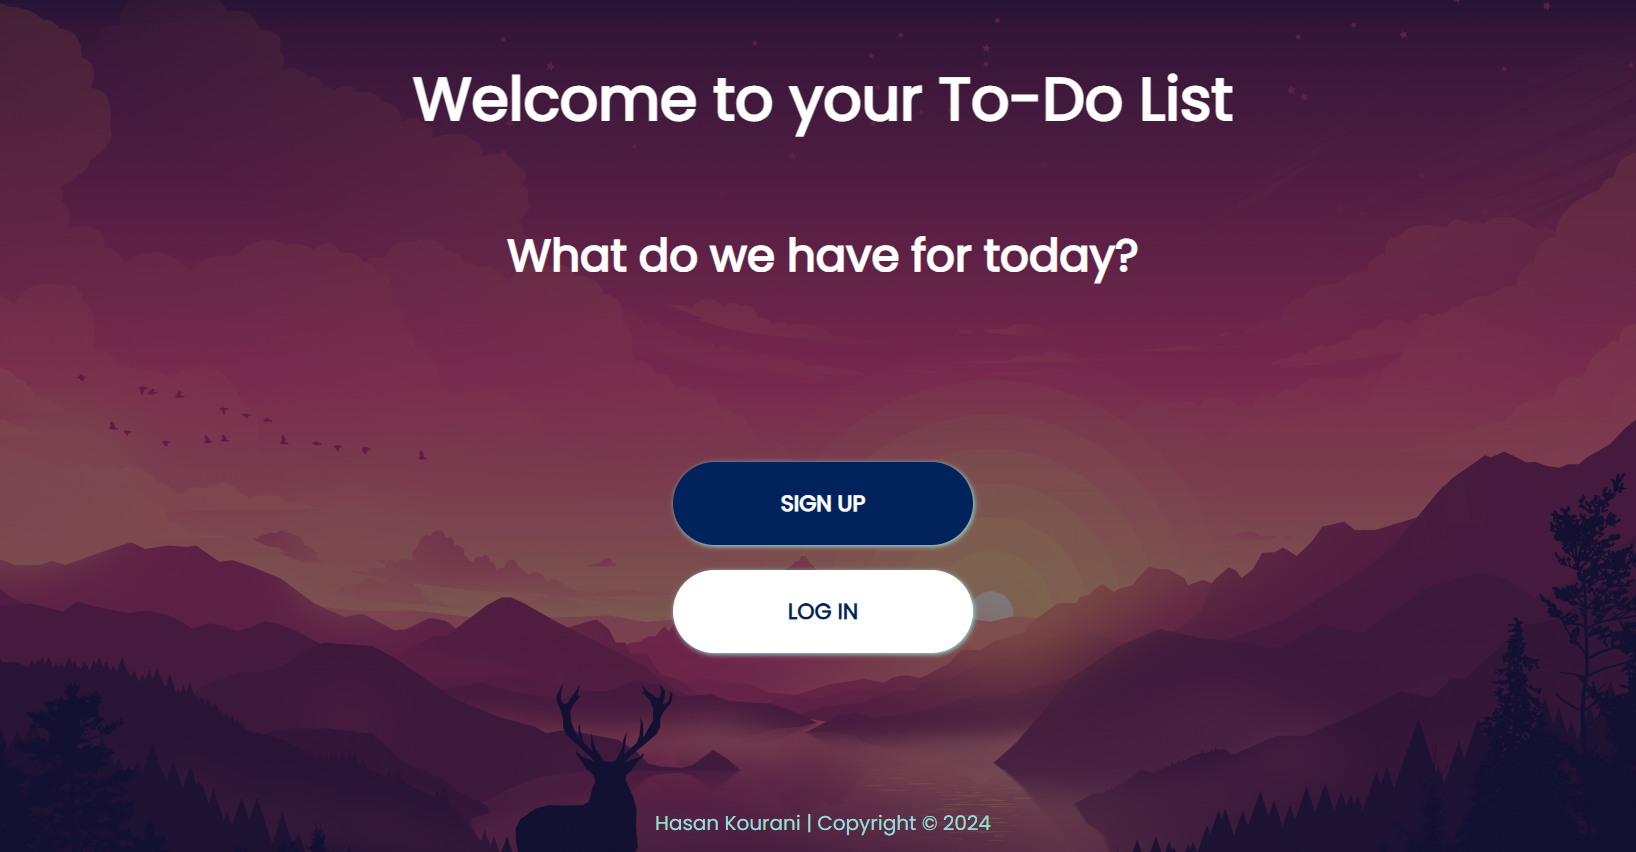 Welcome to your To-Do List
What do we have for today?
SIGN UP
LOG IN
Hasan Kourani | Copyright © 2024